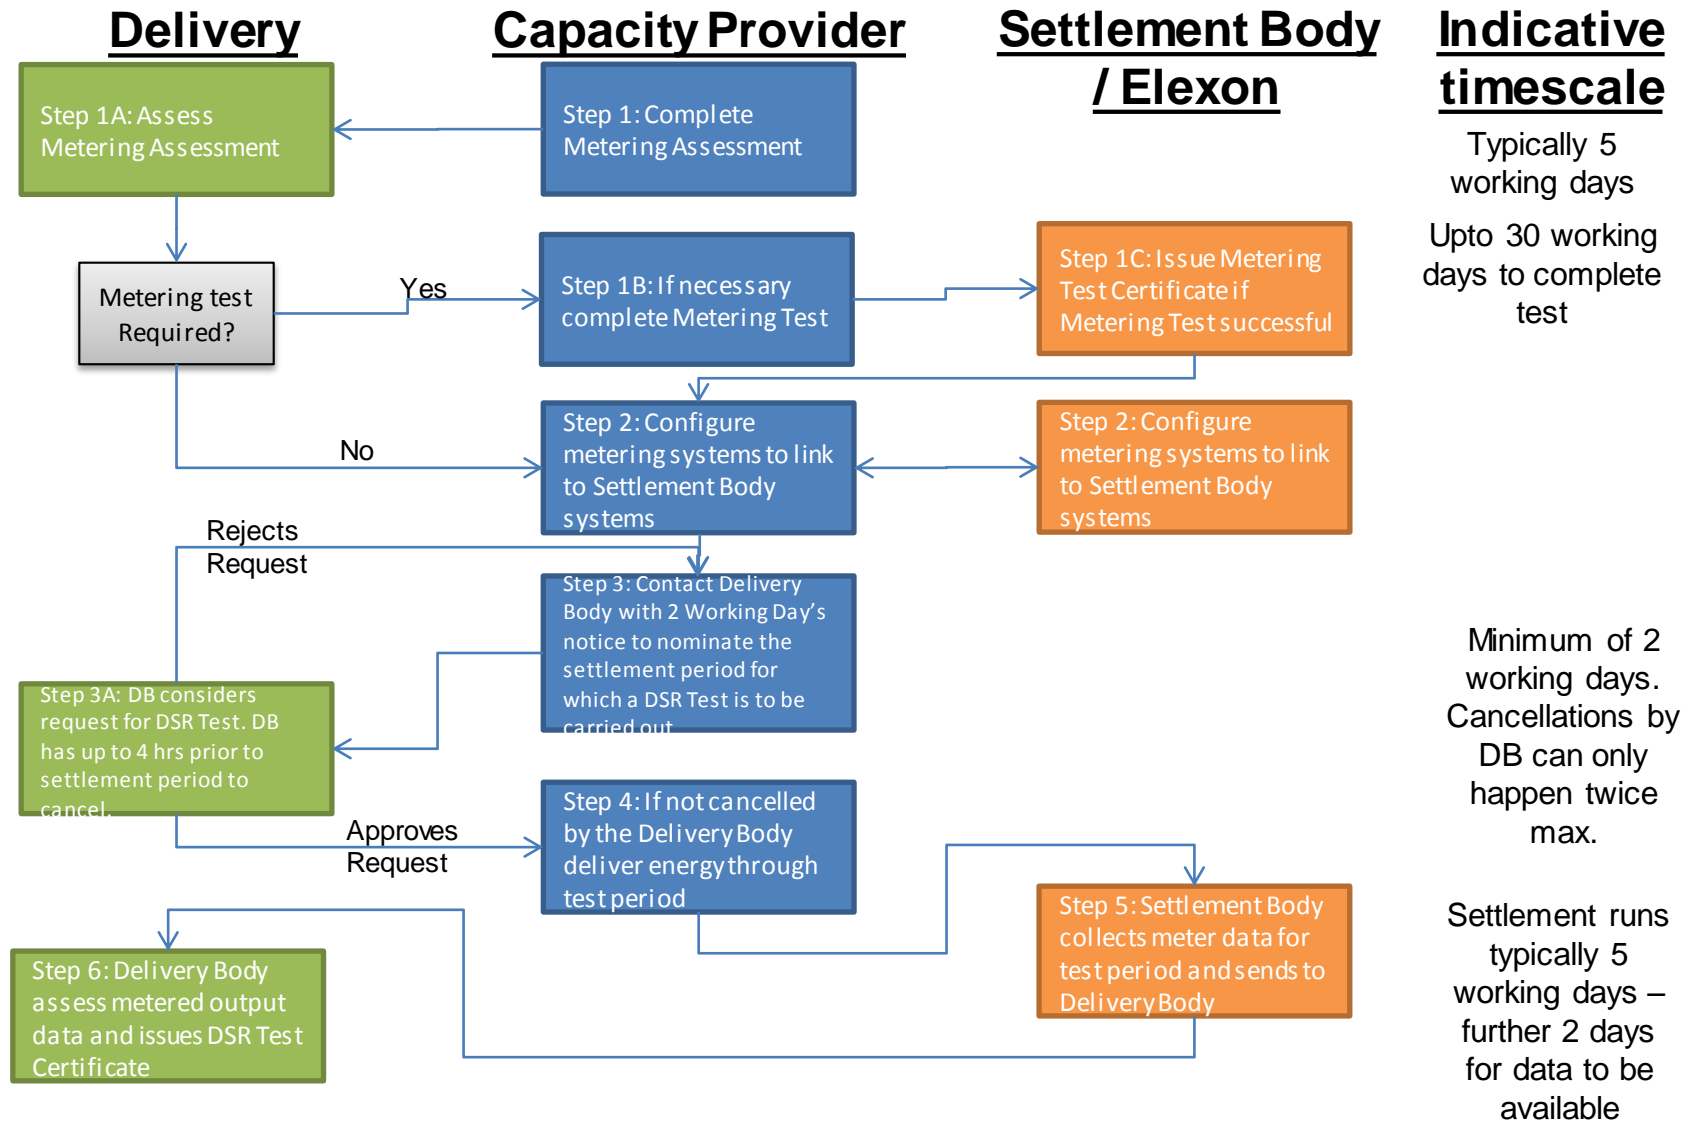 Delivery
Capacity Provider
Settlement Body
/ Elexon
Indicative
timescale
Step 1A: Assess
Metering Assessment
Step 1: Complete
Metering Assessment
Typically 5
working days
Metering test
Required?
Yes
Step 1B: If necessary
complete Metering Test
Step 1C: Issue Metering
Test Certificate if
Metering Test successful
Upto 30 working
days to complete
test
No
Step 2: Configure
metering systems to link
to Settlement Body
systems
Step 2: Configure
metering systems to link
to Settlement Body
systems
Rejects
Request
Step 3: Contact Delivery
Body with 2 Working Day's
notice to nominate the
settlement period for
which a DSR Test is to be
carried out
Step 3A: DB considers
request for DSR Test. DB
has up to 4 hrs prior to
settlement period to
cancel.
Minimum of 2
working days.
Cancellations by
DB can only
happen twice
max.
Approves
Request
Step 4: If not cancelled
by the Delivery Body
deliver energy through
test period
Step 5: Settlement Body
collects meter data for
test period and sends to
Delivery Body
Step 6: Delivery Body
assess metered output
data and issues DSR Test
Certificate
Settlement runs
typically 5
working days –
further 2 days
for data to be
available